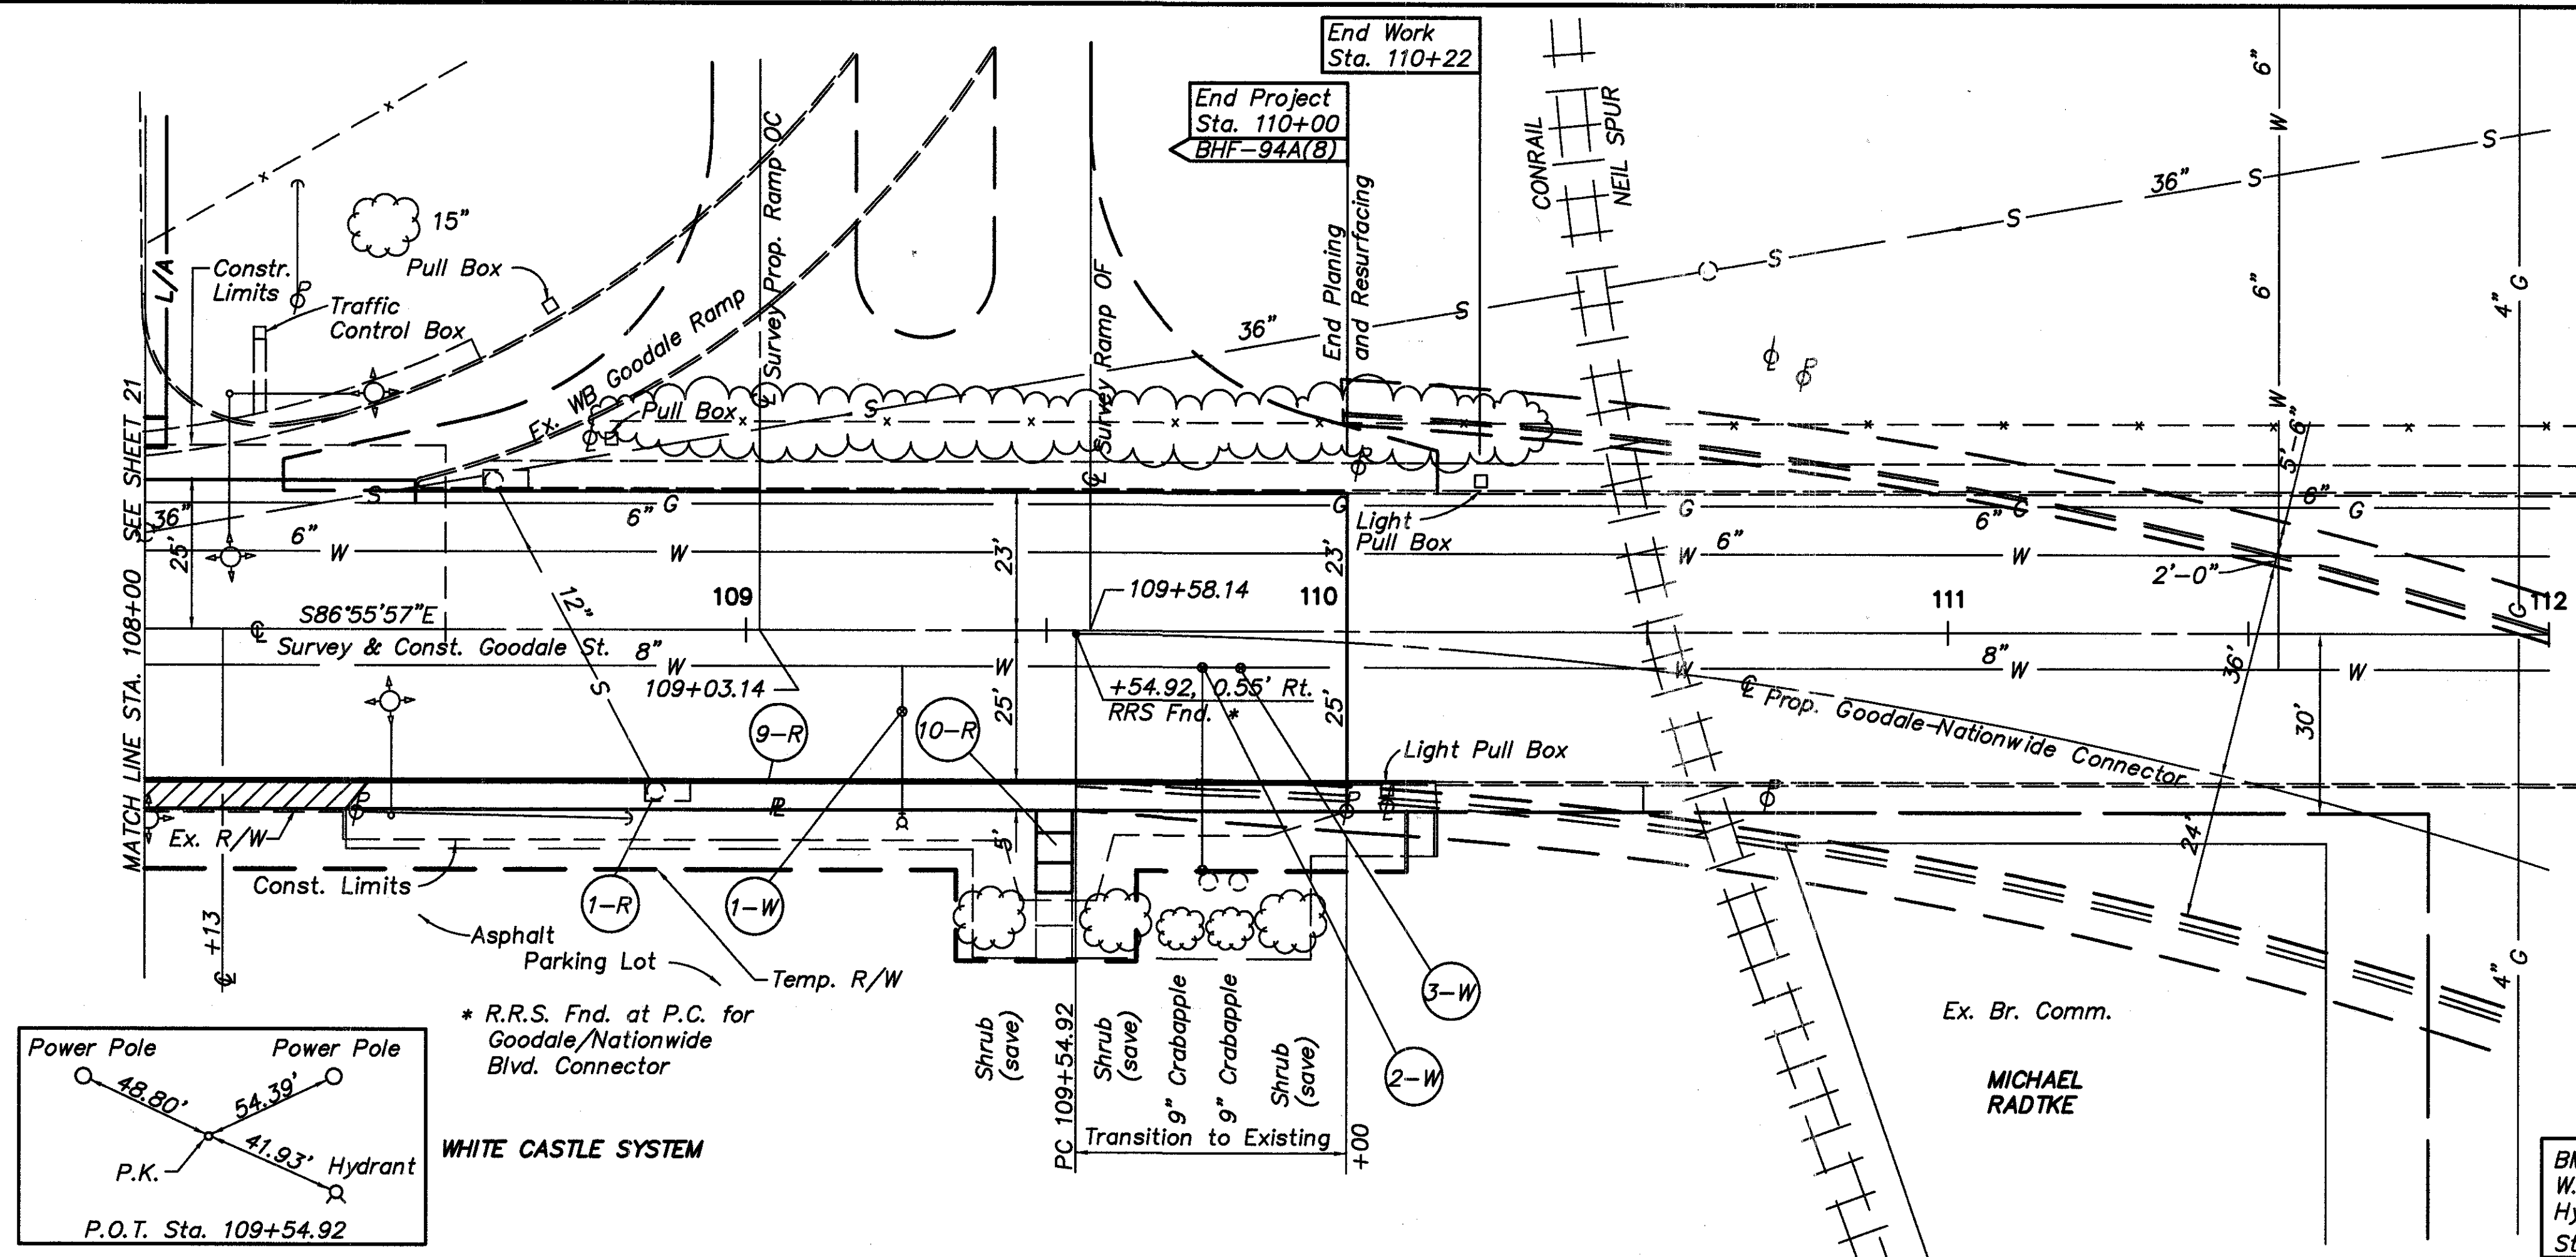 End Work
Sta. 110+22
End Project
Sta. 110+00
BHF-94A(8)
CONRAIL
NEIL SPUR
6"
W
6"
W
4" G
S
S
36"
S
S
S
36"
15"
L/A
Constr.
Limits
Pull Box
Traffic
Control Box
P
Ex. WB Goodale Ramp
℄ Survey Prop. Ramp OC
℄ Survey Ramp OF
End Planing
and Resurfacing
Pull Box
S
S
36"
25'
6"
W
6" G
W
23'
G
23'
Light
Pull Box
G
6"
G
8"
G
W
6"
W
5'-6"
2'-0"
MATCH LINE STA. 108+00 SEE SHEET 21
12"
S
109
109+58.14
110
111
G
112
S86°55'57"E
℄
Survey & Const. Goodale St.
8"
W
W
W
8"
W
W
109+03.14
+54.92, 0.55' Rt.
RRS Fnd. *
25'
25'
36'
30'
24'
℄ Prop. Goodale-Nationwide Connector
9-R
10-R
Light Pull Box
Ex. R/W
5'
Const. Limits
1-R
1-W
+13
℄
Asphalt
Parking Lot
Temp. R/W
3-W
2-W
4" G
* R.R.S. Fnd. at P.C. for
Goodale/Nationwide
Blvd. Connector
Shrub
(save)
PC 109+54.92
Shrub
(save)
9" Crabapple
9" Crabapple
Shrub
(save)
+00
Transition to Existing
Ex. Br. Comm.
MICHAEL
RADTKE
Power Pole
Power Pole
48.80'
54.39'
41.93'
P.K.
Hydrant
P.O.T. Sta. 109+54.92
WHITE CASTLE SYSTEM
W.
Hy
St